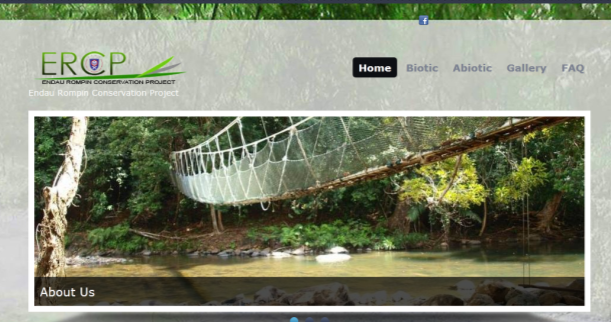 f
ERCP
ENDAU ROMPIN CONSERVATION PROJECT
Endau Rompin Conservation Project
Home Biotic Abiotic Gallery FAQ
About Us